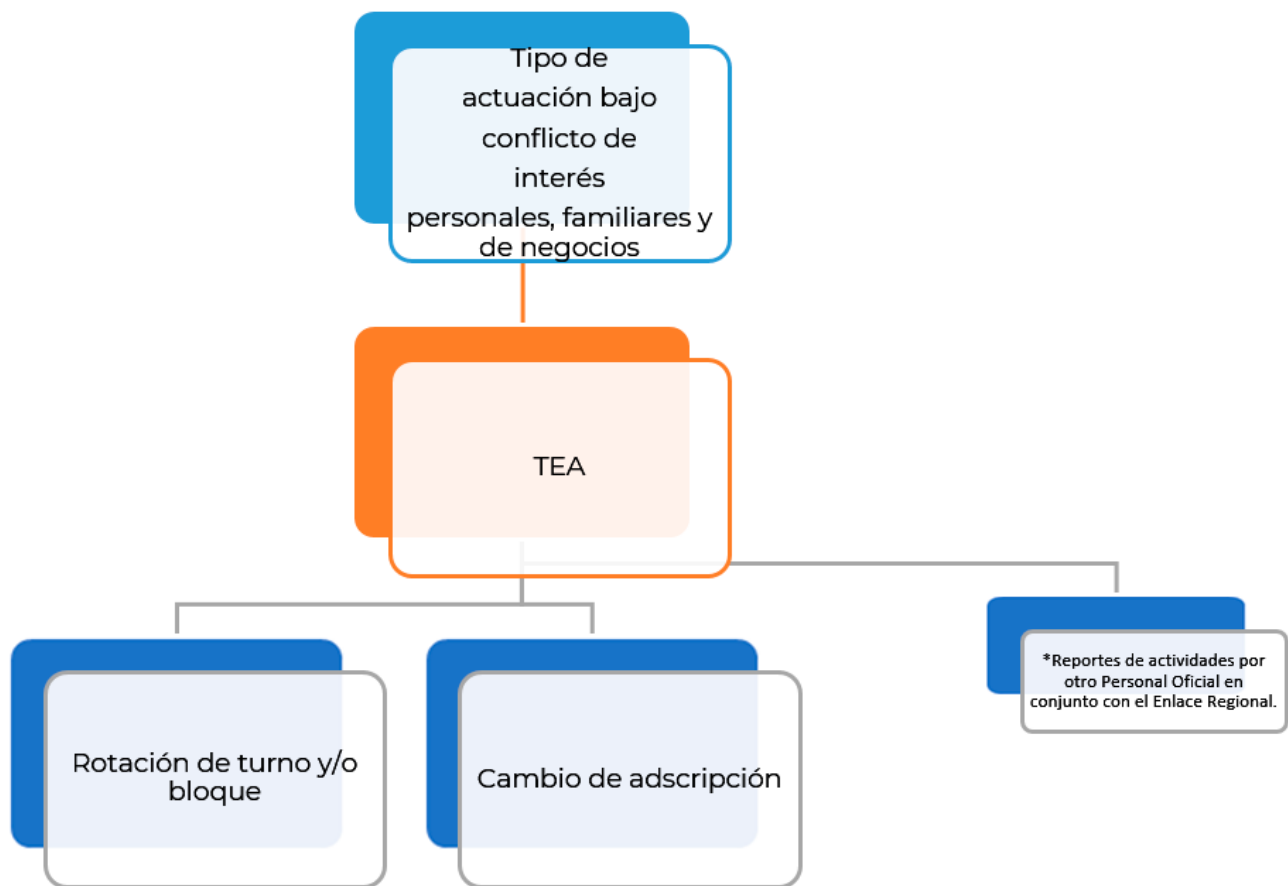 Tipo de
actuación bajo
conflicto de
interés
personales, familiares y
de negocios
TEA
*Reportes de actividades por
otro Personal Oficial en
conjunto con el Enlace Regional.
Rotación de turno y/o
bloque
Cambio de adscripción